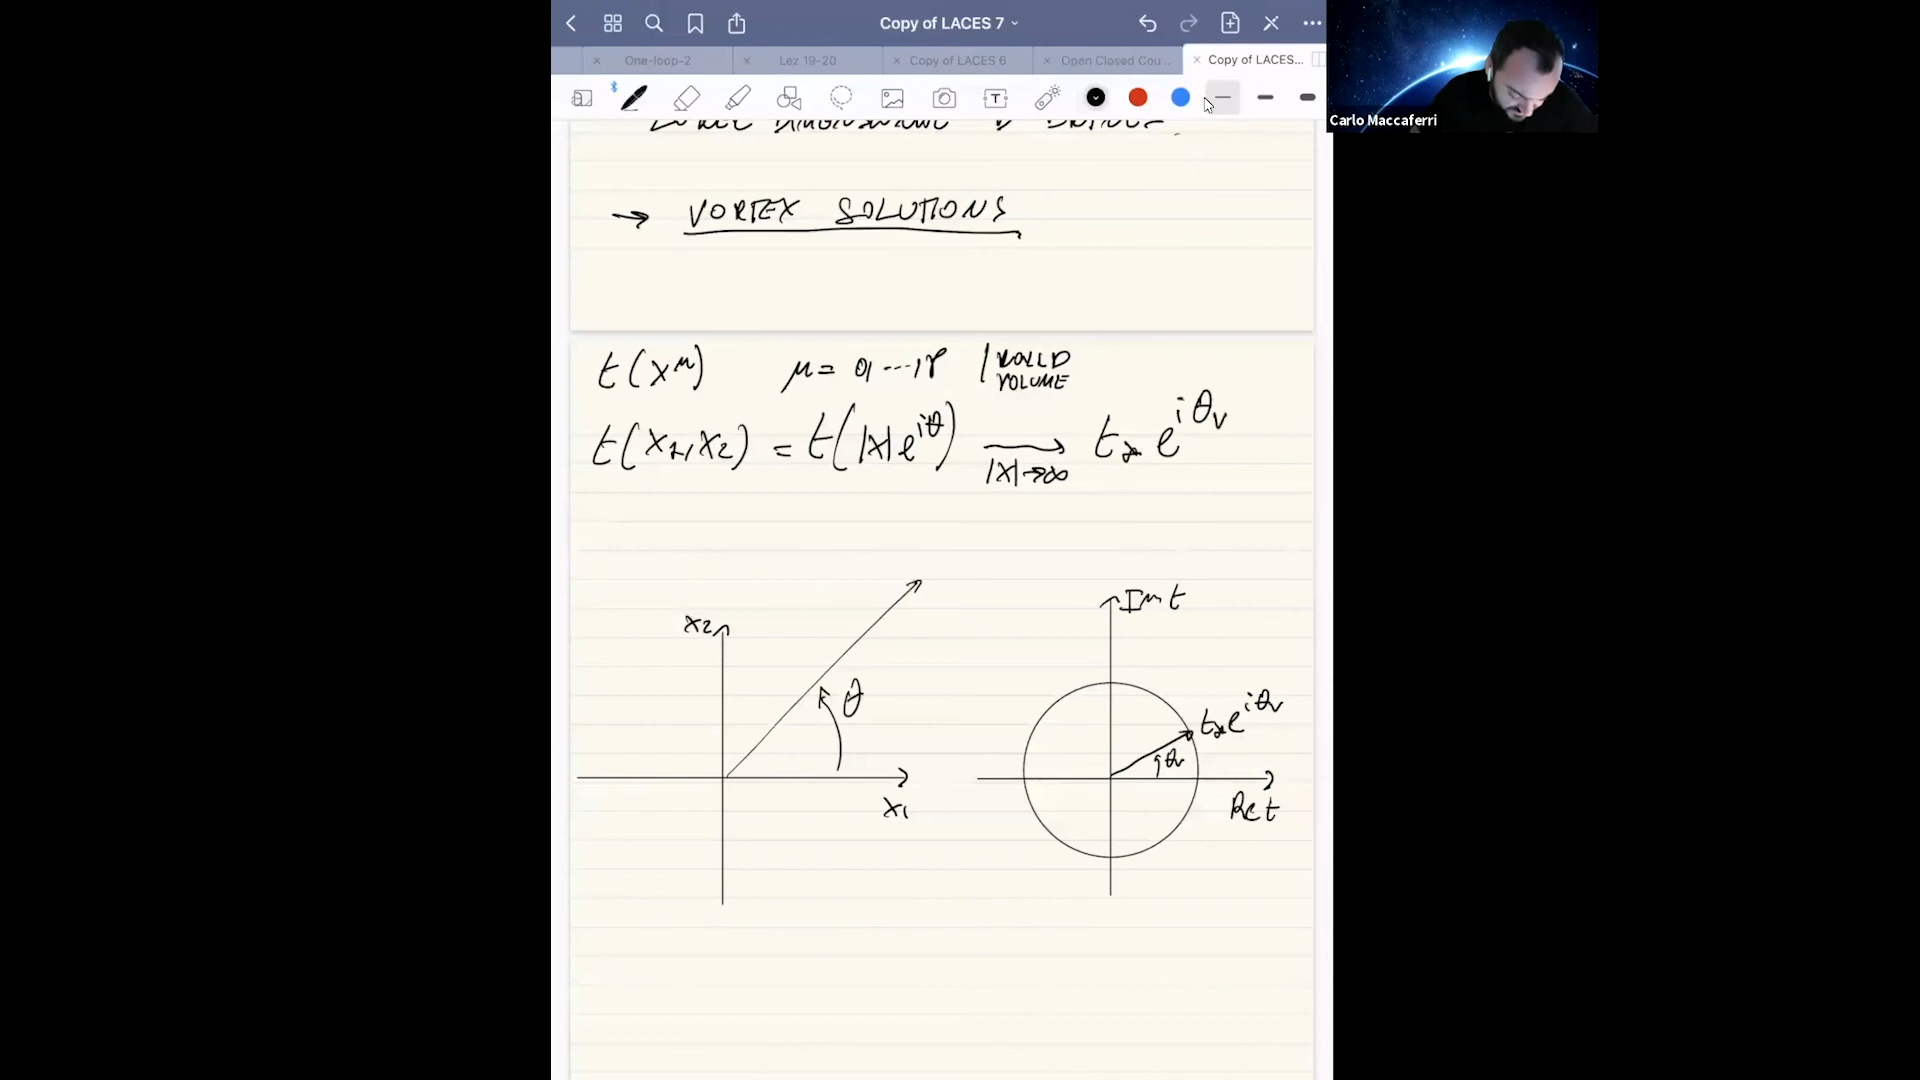 Copy of LACES 7
One-loop-2
Lez 19-20
Copy of LACES 6
Open Closed Cou...
Copy of LACES...
T
Carlo Maccaferri
→ VORTEX SOLUTIONS
t(x^μ) μ = 0, ..., p | WORLD VOLUME
t(x_1, x_2) = t(|x|e^{iθ}) → |x|→∞ t_* e^{iθ_v}
x_2
θ
x_1
Im t
t_* e^{iθ_v}
θ_v
Re t